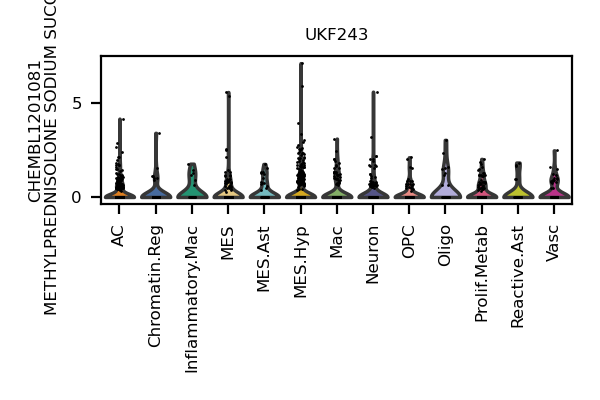 UKF243
CHEMBL1201081
METHYLPREDNISOLONE SODIUM SUCC
5
0
AC
Chromatin.Reg
Inflammatory.Mac
MES
MES.Ast
MES.Hyp
Mac
Neuron
OPC
Oligo
Prolif.Metab
Reactive.Ast
Vasc